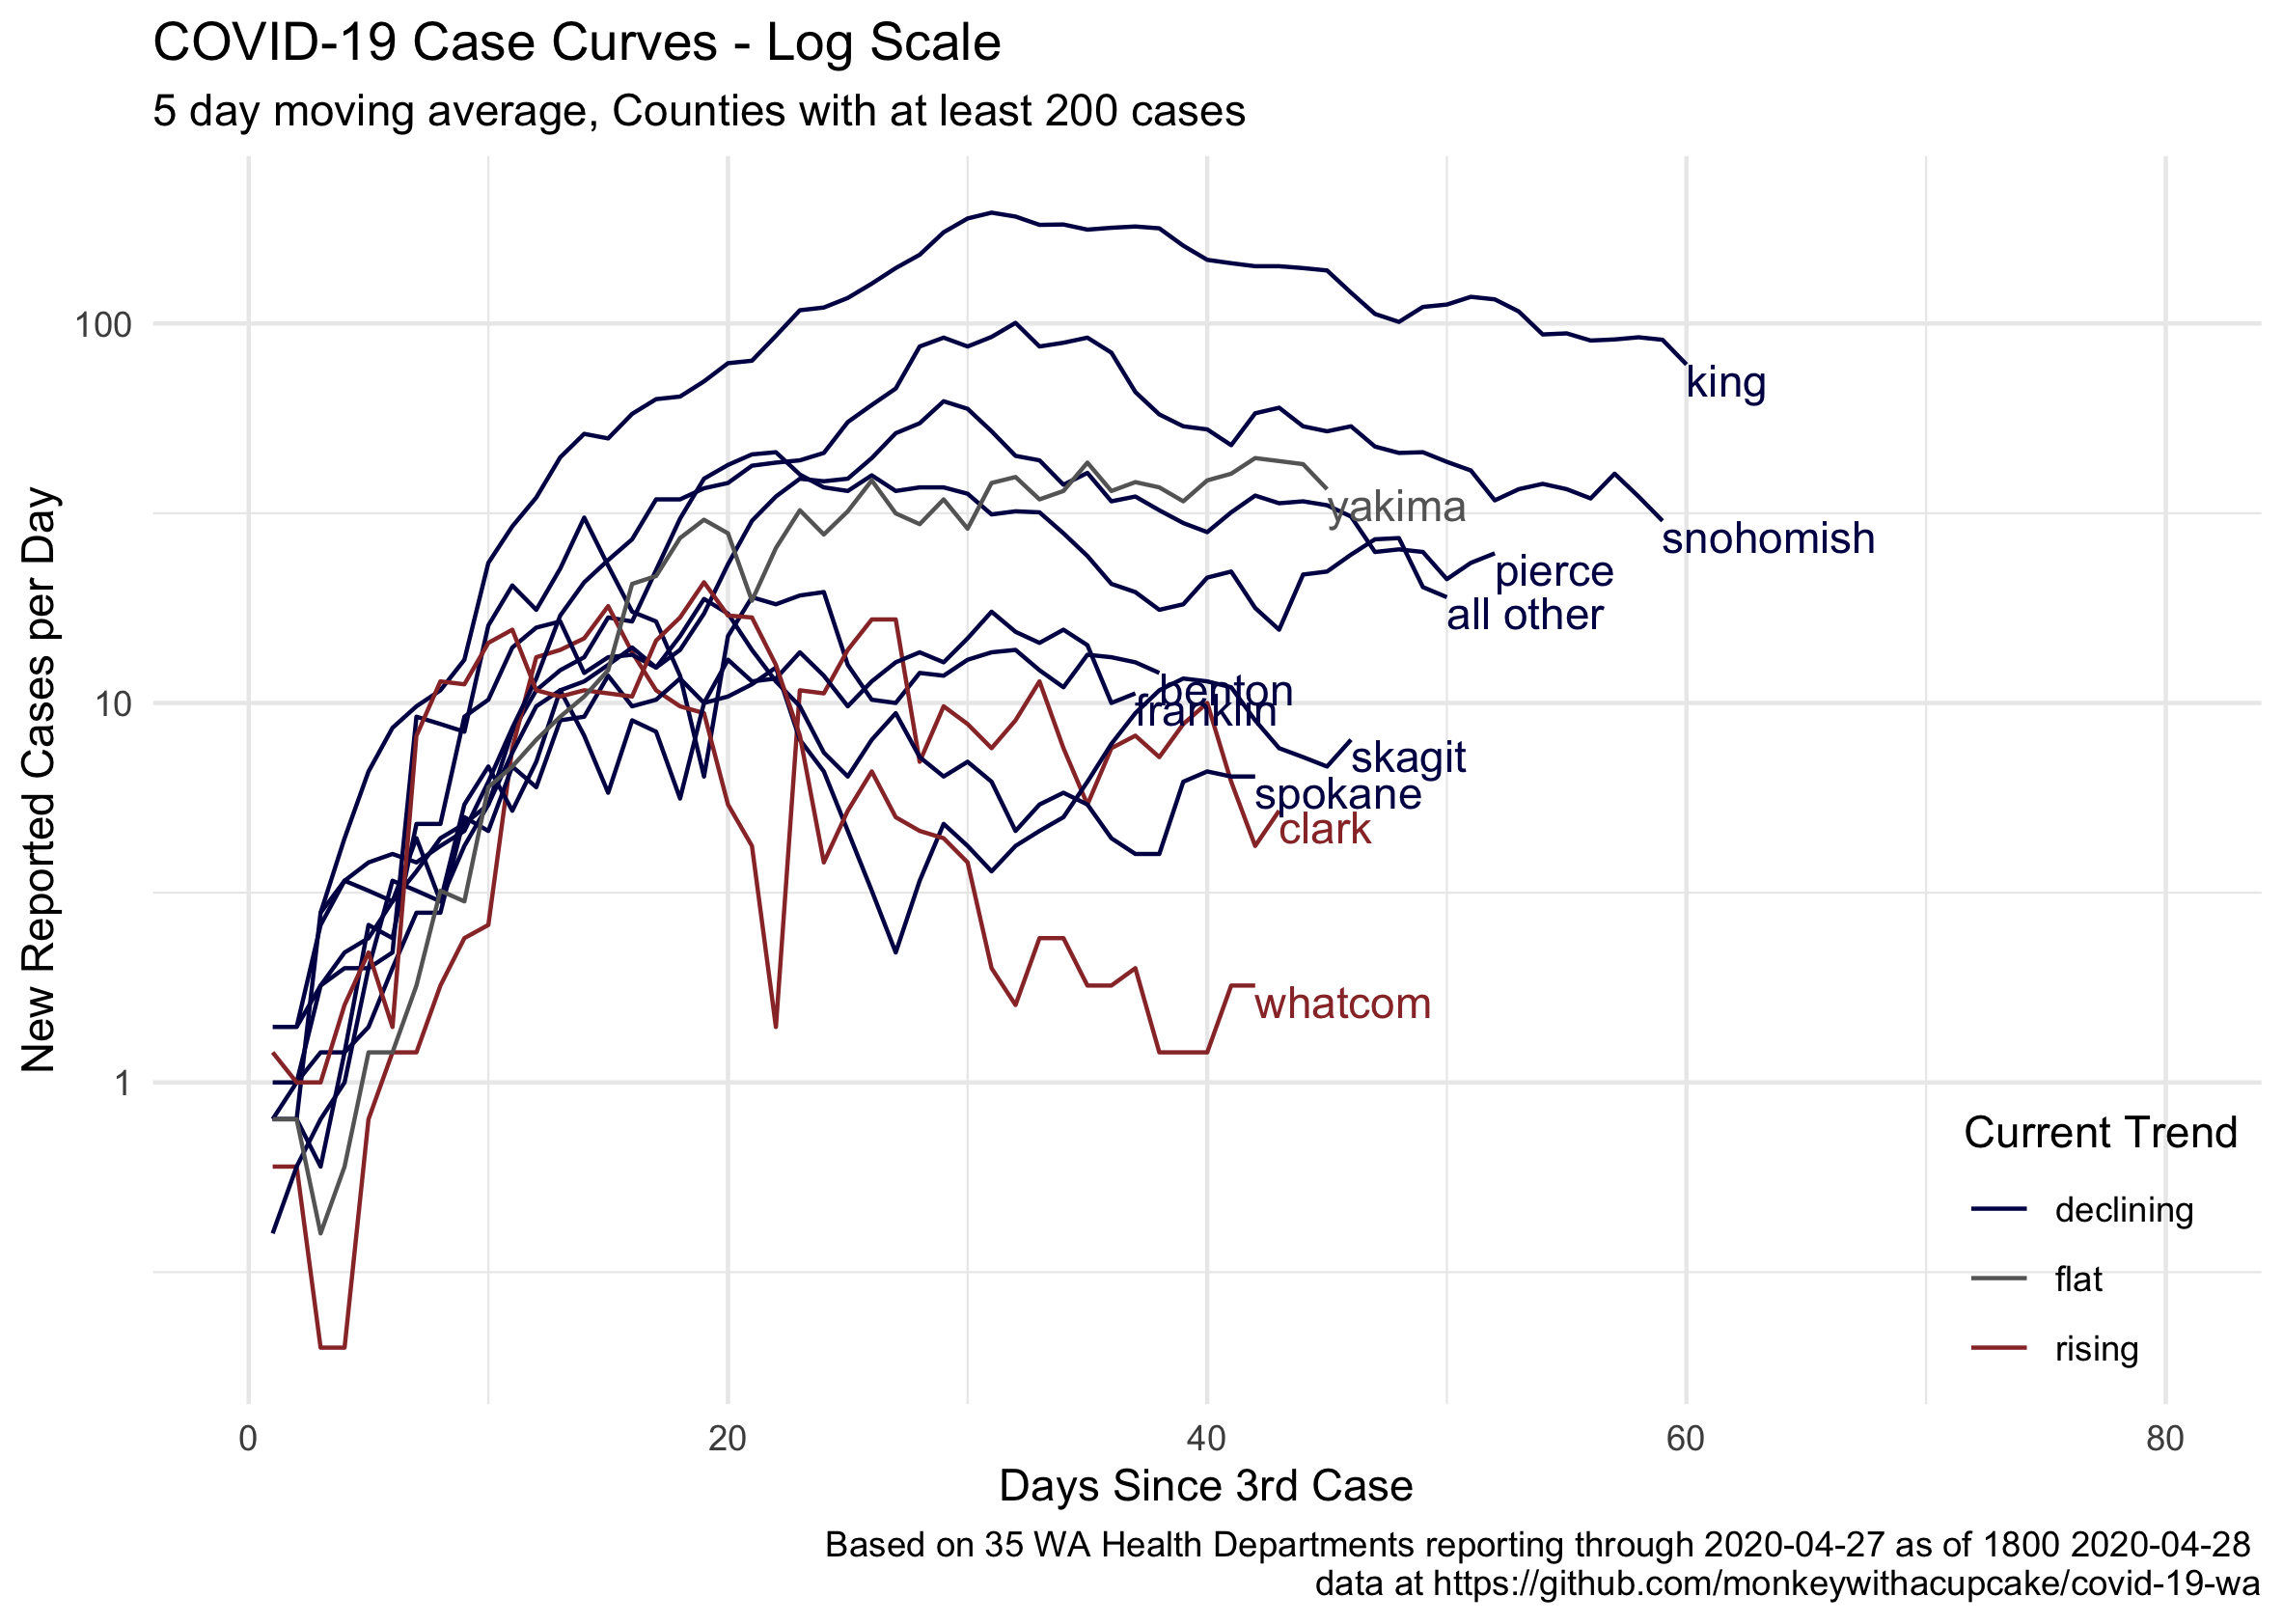 COVID-19 Case Curves - Log Scale
5 day moving average, Counties with at least 200 cases
New Reported Cases per Day
100
10
1
king
yakima
snohomish
pierce
all other
benton
franklin
skagit
spokane
clark
whatcom
Current Trend
declining
flat
rising
0 20 40 60 80
Days Since 3rd Case
Based on 35 WA Health Departments reporting through 2020-04-27 as of 1800 2020-04-28
data at https://github.com/monkeywithacupcake/covid-19-wa